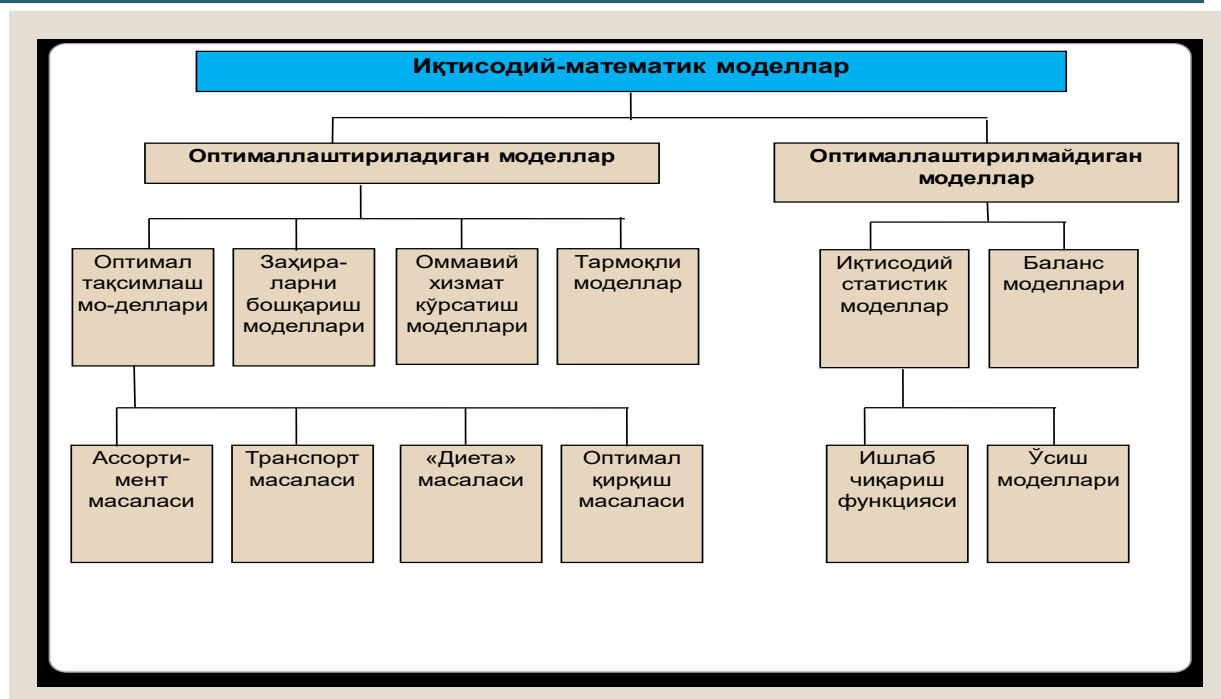 Иқтисодий-математик моделлар
Оптималлаштириладиган моделлар
Оптималлаштирилмайдиган
моделлар
Оптимал
тақсимлаш
мо-деллари
Заҳира-
ларни
бошқариш
моделлари
Оммавий
хизмат
кўрсатиш
моделлари
Тармоқли
моделлар
Иқтисодий
статистик
моделлар
Баланс
моделлари
Ассорти-
мент
масаласи
Транспорт
масаласи
«Диета»
масаласи
Оптимал
қирқиш
масаласи
Ишлаб
чиқариш
функцияси
Ўсиш
моделлари